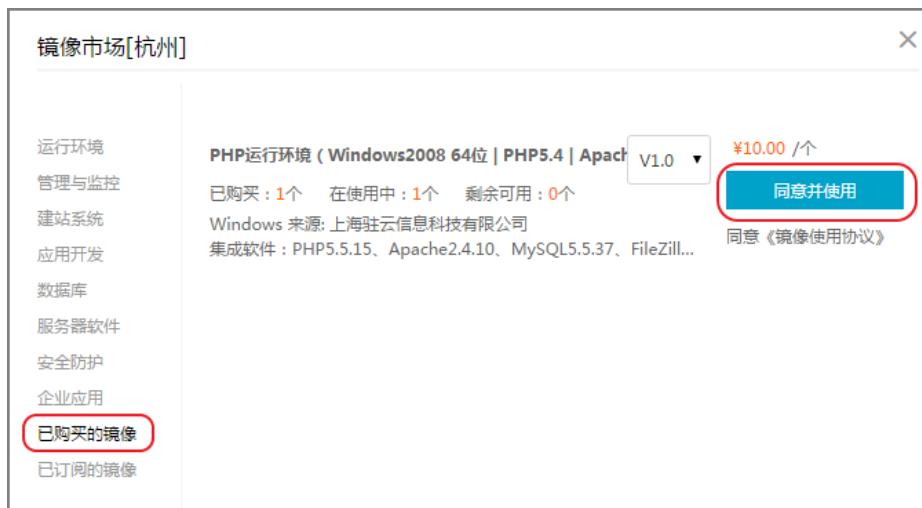 镜像市场[杭州]
运行环境
管理与监控
建站系统
应用开发
数据库
服务器软件
安全防护
企业应用
已购买的镜像
已订阅的镜像
PHP运行环境 ( Windows2008 64位 | PHP5.4 | Apach
V1.0
¥10.00 /个
已购买：1个 在使用中：1个 剩余可用：0个
同意并使用
Windows 来源: 上海驻云信息科技有限公司
同意《镜像使用协议》
集成软件：PHP5.5.15、Apache2.4.10、MySQL5.5.37、FileZill...